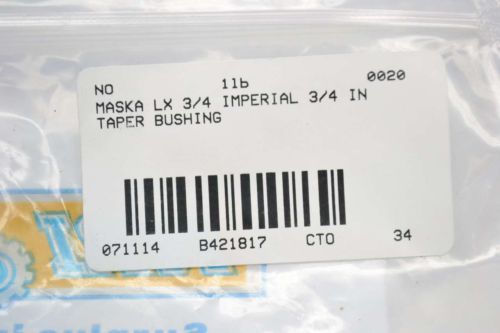 NO 1lb 0020
MASKA LX 3/4 IMPERIAL 3/4 IN
TAPER BUSHING
071114 B421817 CTO 34